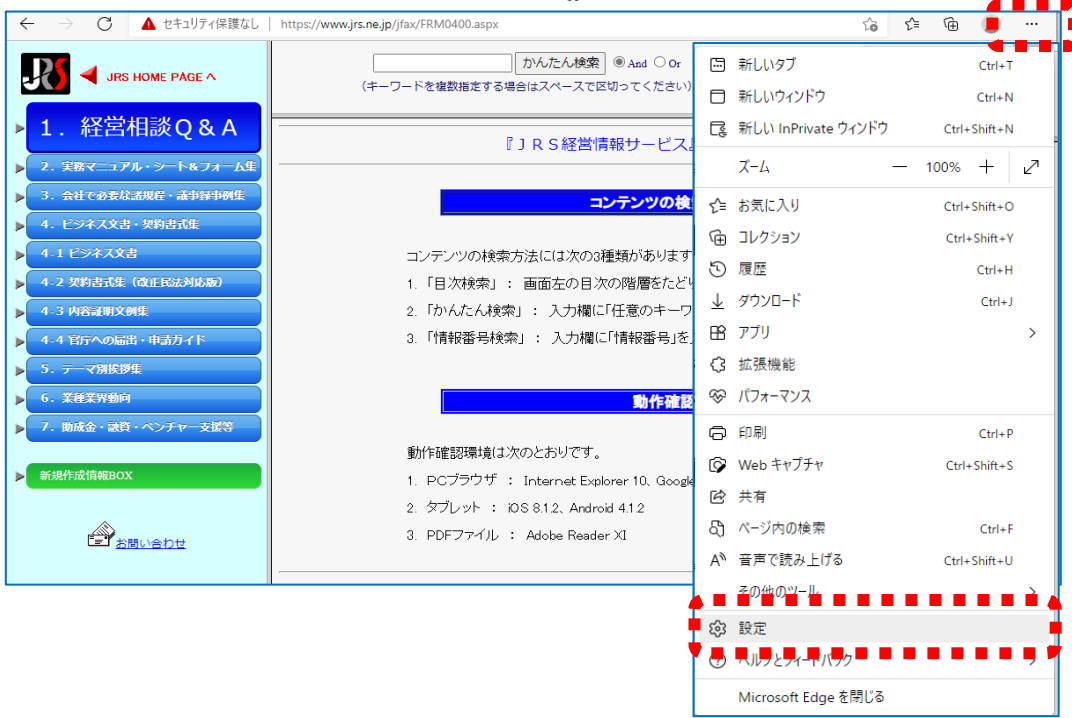 セキュリティ保護なし
https://www.jrs.ne.jp/jfax/FRM0400.aspx
JRS
JRS HOME PAGE へ
1．経営相談Ｑ＆Ａ
2．実務マニュアル・シート＆フォーム集
3．会社で必要な諸規程・議事録事例集
4．ビジネス文書・契約書式集
4-1 ビジネス文書
4-2 契約書式集（改正民法対応版）
4-3 内容証明文例集
4-4 官庁への届出・申請ガイド
5．テーマ別挨拶集
6．業種業界動向
7．助成金・融資・ベンチャー支援等
新規作成情報BOX
お問い合わせ
かんたん検索 And Or
（キーワードを複数指定する場合はスペースで区切ってください）
『ＪＲＳ経営情報サービス』
コンテンツの検
コンテンツの検索方法には次の3種類があります
1. 「目次検索」： 画面左の目次の階層をたど
2. 「かんたん検索」： 入力欄に「任意のキーワ
3. 「情報番号検索」： 入力欄に「情報番号」を
動作確認
動作確認環境は次のとおりです。
1. PCブラウザ ： Internet Explorer 10、Google
2. タブレット ： iOS 8.1.2、Android 4.1.2
3. PDFファイル ： Adobe Reader XI
新しいタブ Ctrl+T
新しいウィンドウ Ctrl+N
新しい InPrivate ウィンドウ Ctrl+Shift+N
ズーム — 100% +
お気に入り Ctrl+Shift+O
コレクション Ctrl+Shift+Y
履歴 Ctrl+H
ダウンロード Ctrl+J
アプリ
拡張機能
パフォーマンス
印刷 Ctrl+P
Web キャプチャ Ctrl+Shift+S
共有
ページ内の検索 Ctrl+F
音声で読み上げる Ctrl+Shift+U
その他のツール
設定
ヘルプとフィードバック
Microsoft Edge を閉じる